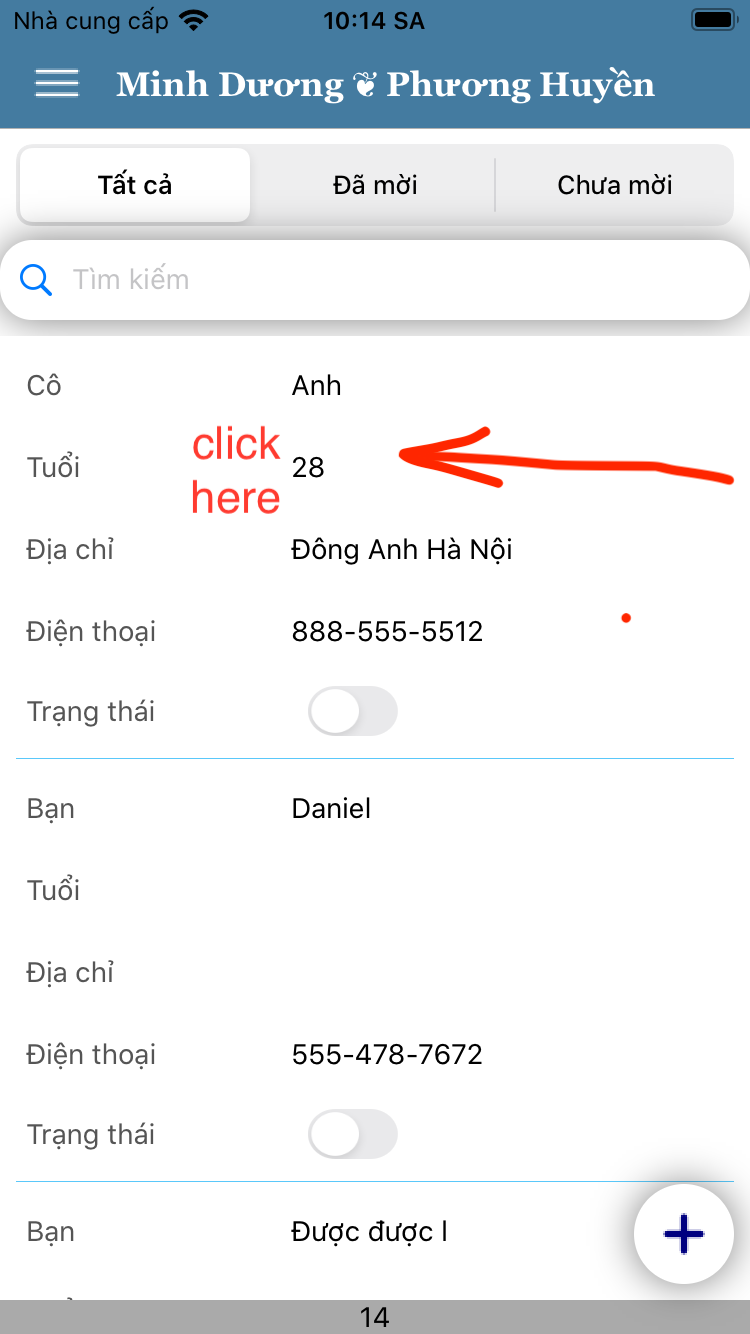 Nhà cung cấp 10:14 SA
Minh Dương ❦ Phương Huyền
Tất cả Đã mời Chưa mời
Tìm kiếm
Cô Anh
click
Tuổi 28
here
Địa chỉ Đông Anh Hà Nội
Điện thoại 888-555-5512
Trạng thái
Bạn Daniel
Tuổi
Địa chỉ
Điện thoại 555-478-7672
Trạng thái
Bạn Được được l
14